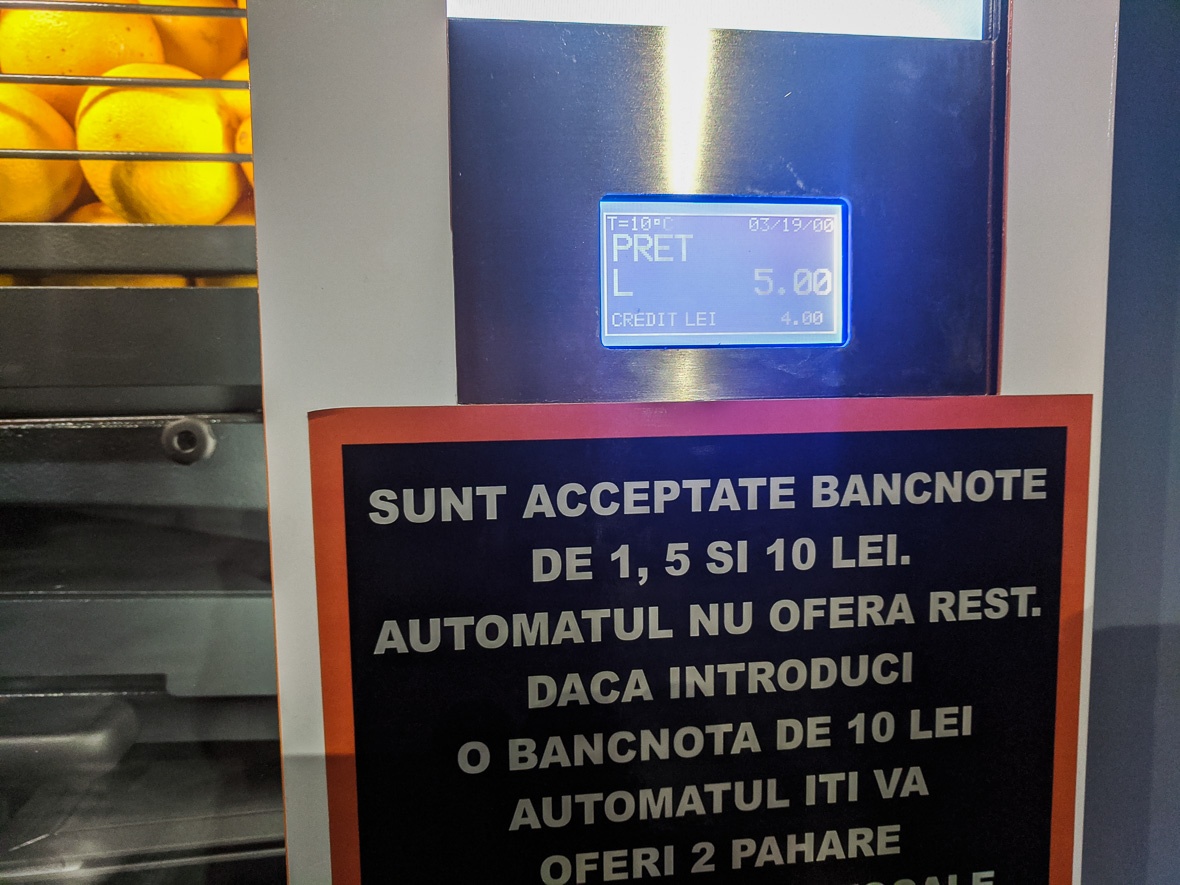 T=10°C 03/19/00
PRET
L 5.00
CREDIT LEI 4.00
SUNT ACCEPTATE BANCNOTE
DE 1, 5 SI 10 LEI.
AUTOMATUL NU OFERA REST.
DACA INTRODUCI
O BANCNOTA DE 10 LEI
AUTOMATUL ITI VA
OFERI 2 PAHARE